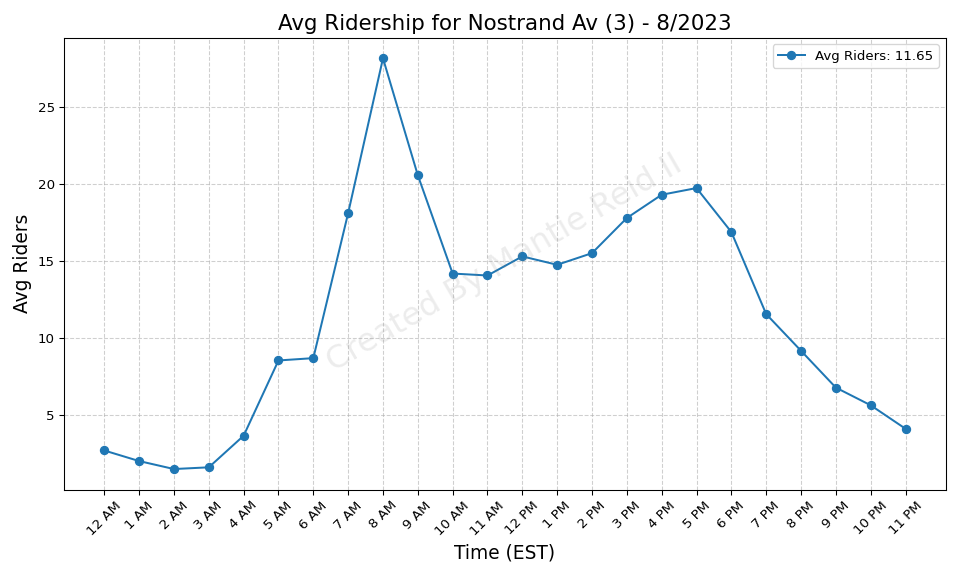 Avg Ridership for Nostrand Av (3) - 8/2023
Avg Riders: 11.65
Avg Riders
25
20
15
10
5
Created By Mantie Reid II
12 AM
1 AM
2 AM
3 AM
4 AM
5 AM
6 AM
7 AM
8 AM
9 AM
10 AM
11 AM
12 PM
1 PM
2 PM
3 PM
4 PM
5 PM
6 PM
7 PM
8 PM
9 PM
10 PM
11 PM
Time (EST)